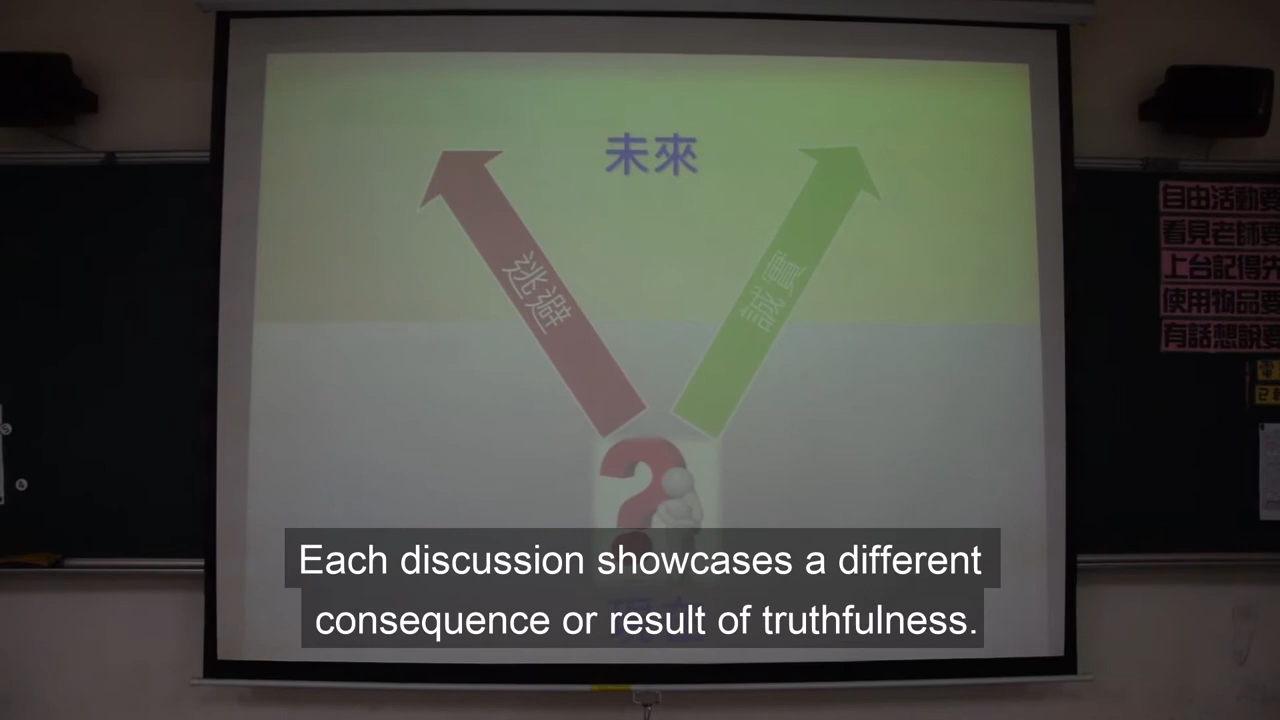 未來
逃避
誠實
自由活動要
看見老師要
上台記得先
使用物品要
有話想說要
Each discussion showcases a different
consequence or result of truthfulness.